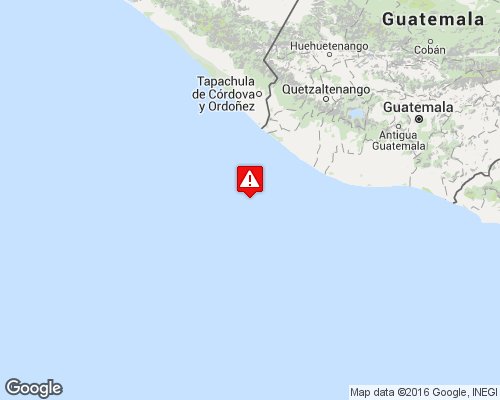 Guatemala
Huehuetenango
Cobán
Tapachula
de Córdova
y Ordoñez
Quetzaltenango
Guatemala
Antigua
Guatemala
Google
Map data ©2016 Google, INEGI